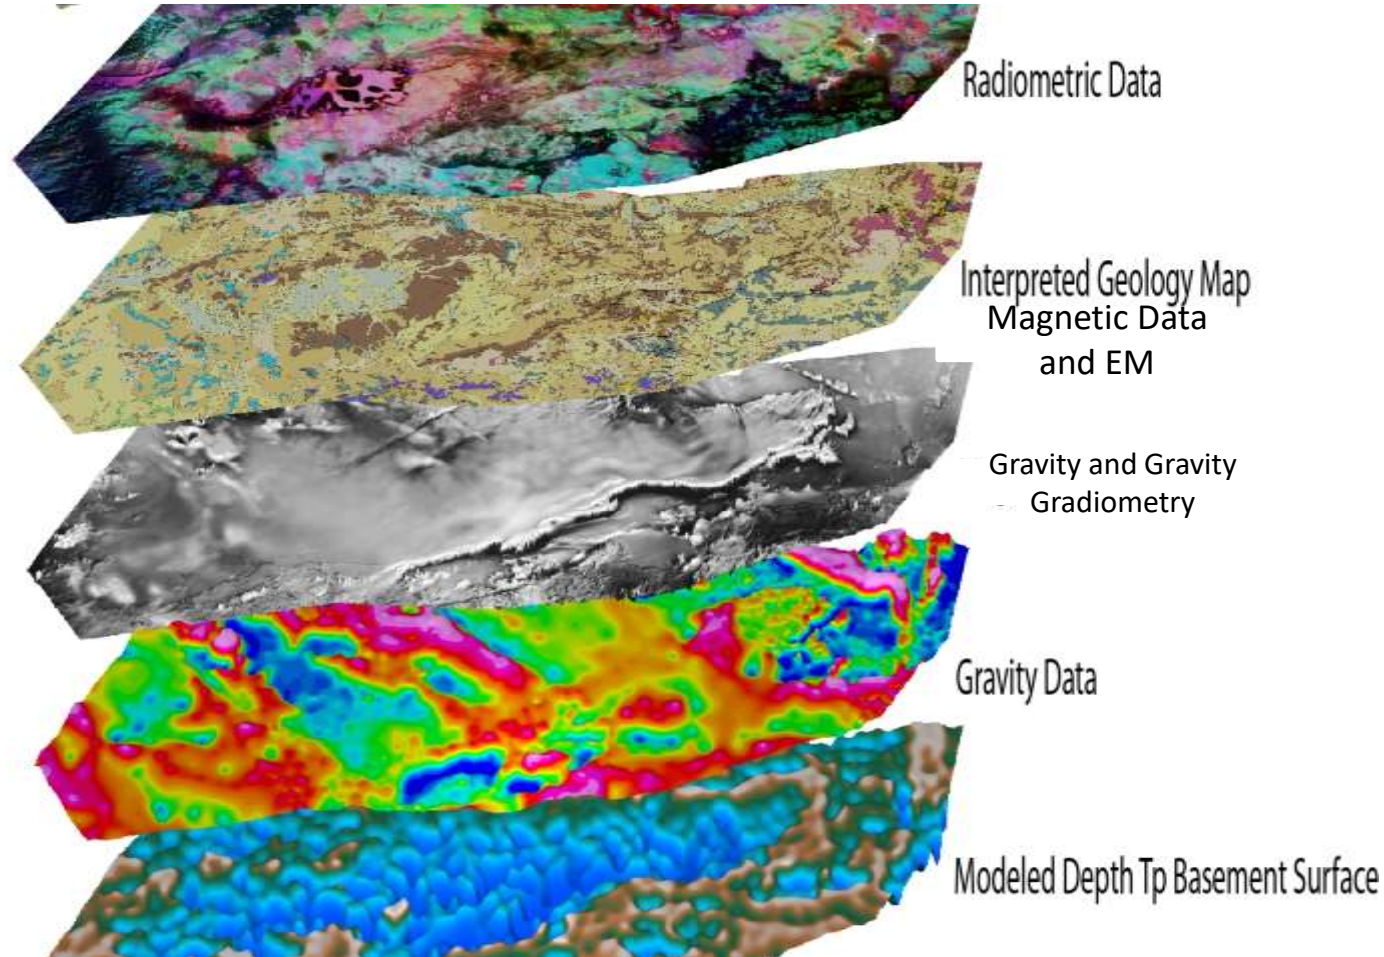 Radiometric Data
Interpreted Geology Map
Magnetic Data
and EM
Gravity and Gravity
Gradiometry
Gravity Data
Modeled Depth Tp Basement Surface